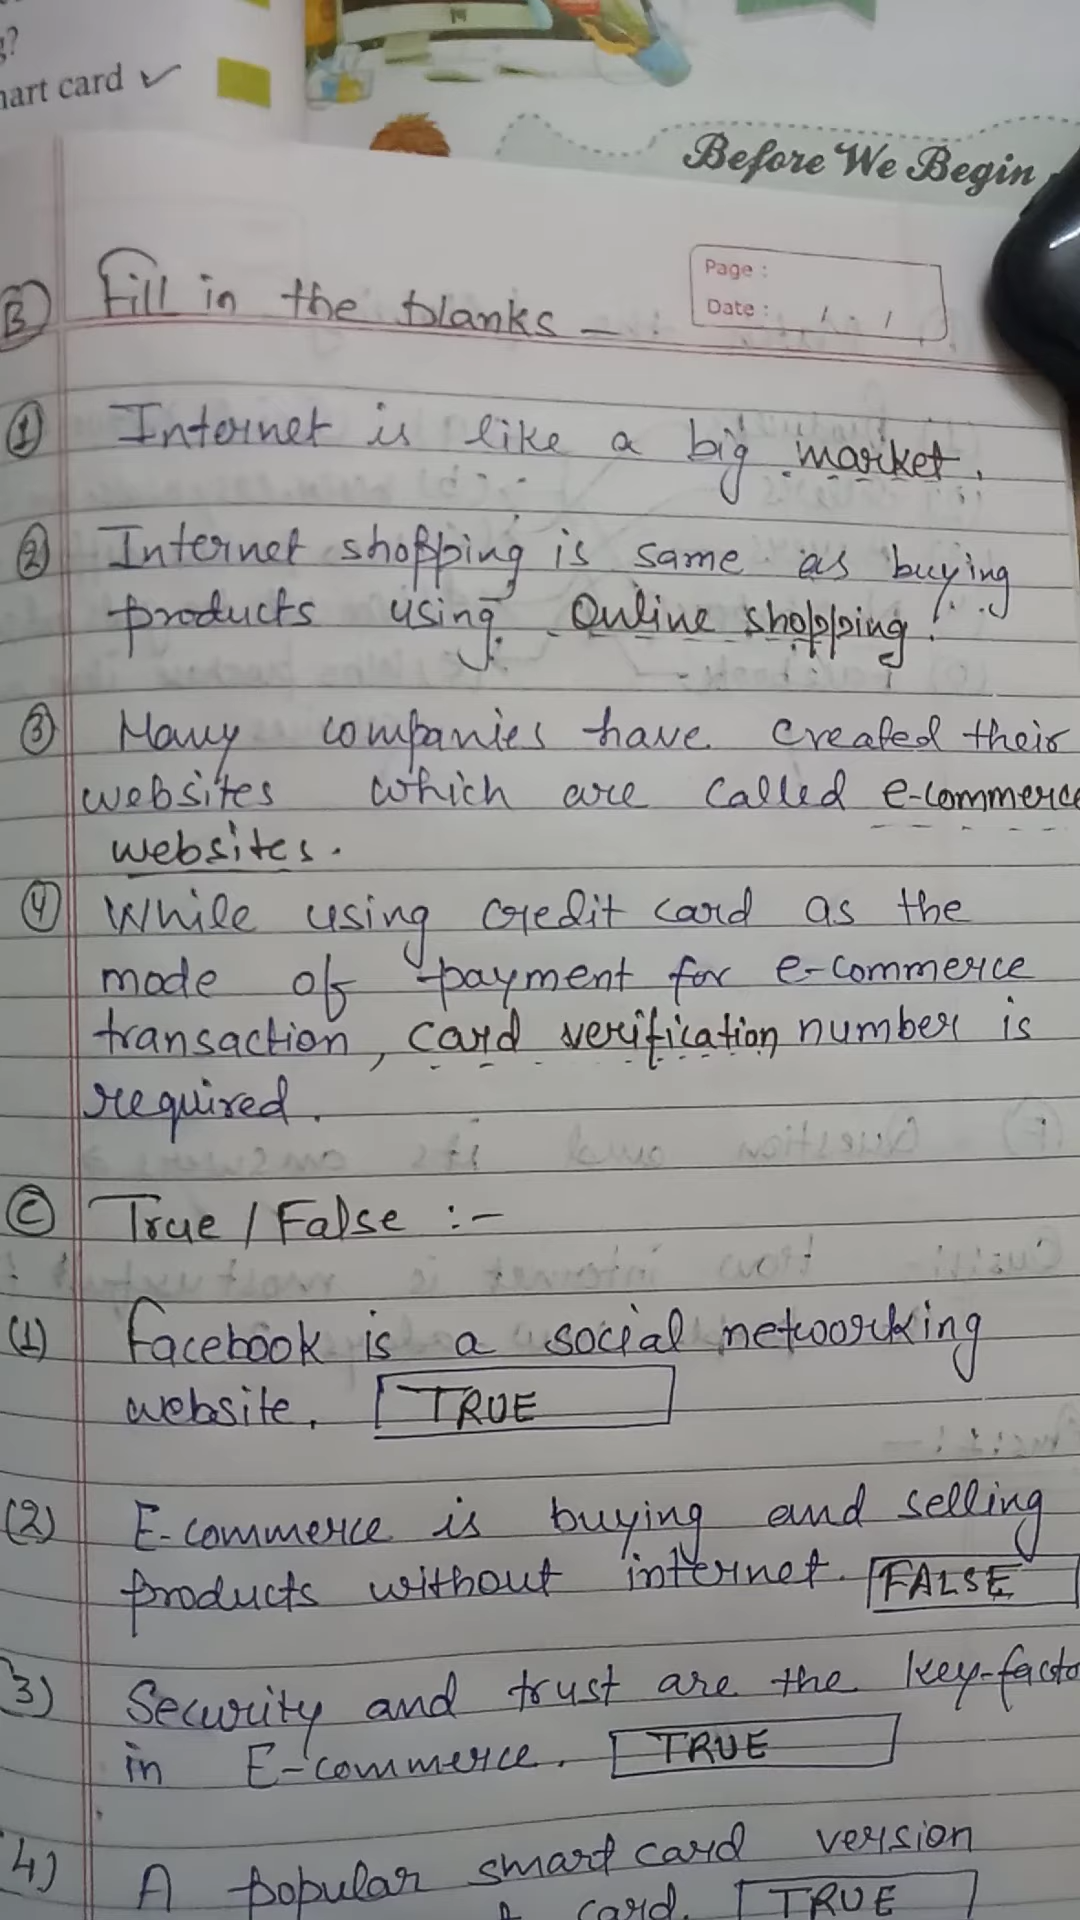 ?
art card ✓
Before We Begin
Page :
Date : / /
B) Fill in the blanks –
① Internet is like a big market.
② Internet shopping is same as buying
products using Online shopping.
③ Many companies have created their
websites which are called e-commerce
websites.
④ While using credit card as the
mode of payment for e-commerce
transaction, card verification number is
required.
Ⓒ True / False :-
(1) Facebook is a social networking
website. TRUE
(2) E-commerce is buying and selling
products without internet. FALSE
3) Security and trust are the key-facto
in E-commerce. TRUE
4) A popular smart card version
card. TRUE